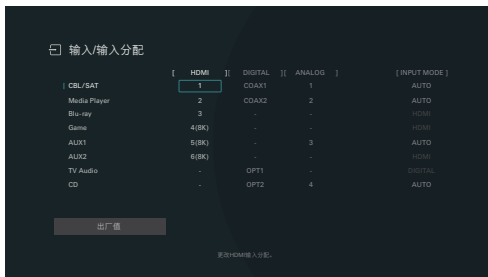 输入/输入分配
[ HDMI ][ DIGITAL ][ ANALOG ] [ INPUT MODE ]
CBL/SAT 1 COAX1 1 AUTO
Media Player 2 COAX2 2 AUTO
Blu-ray 3 - - HDMI
Game 4(8K) - - HDMI
AUX1 5(8K) - 3 AUTO
AUX2 6(8K) - - HDMI
TV Audio - OPT1 - DIGITAL
CD - OPT2 4 AUTO
出厂值
更改HDMI输入分配。